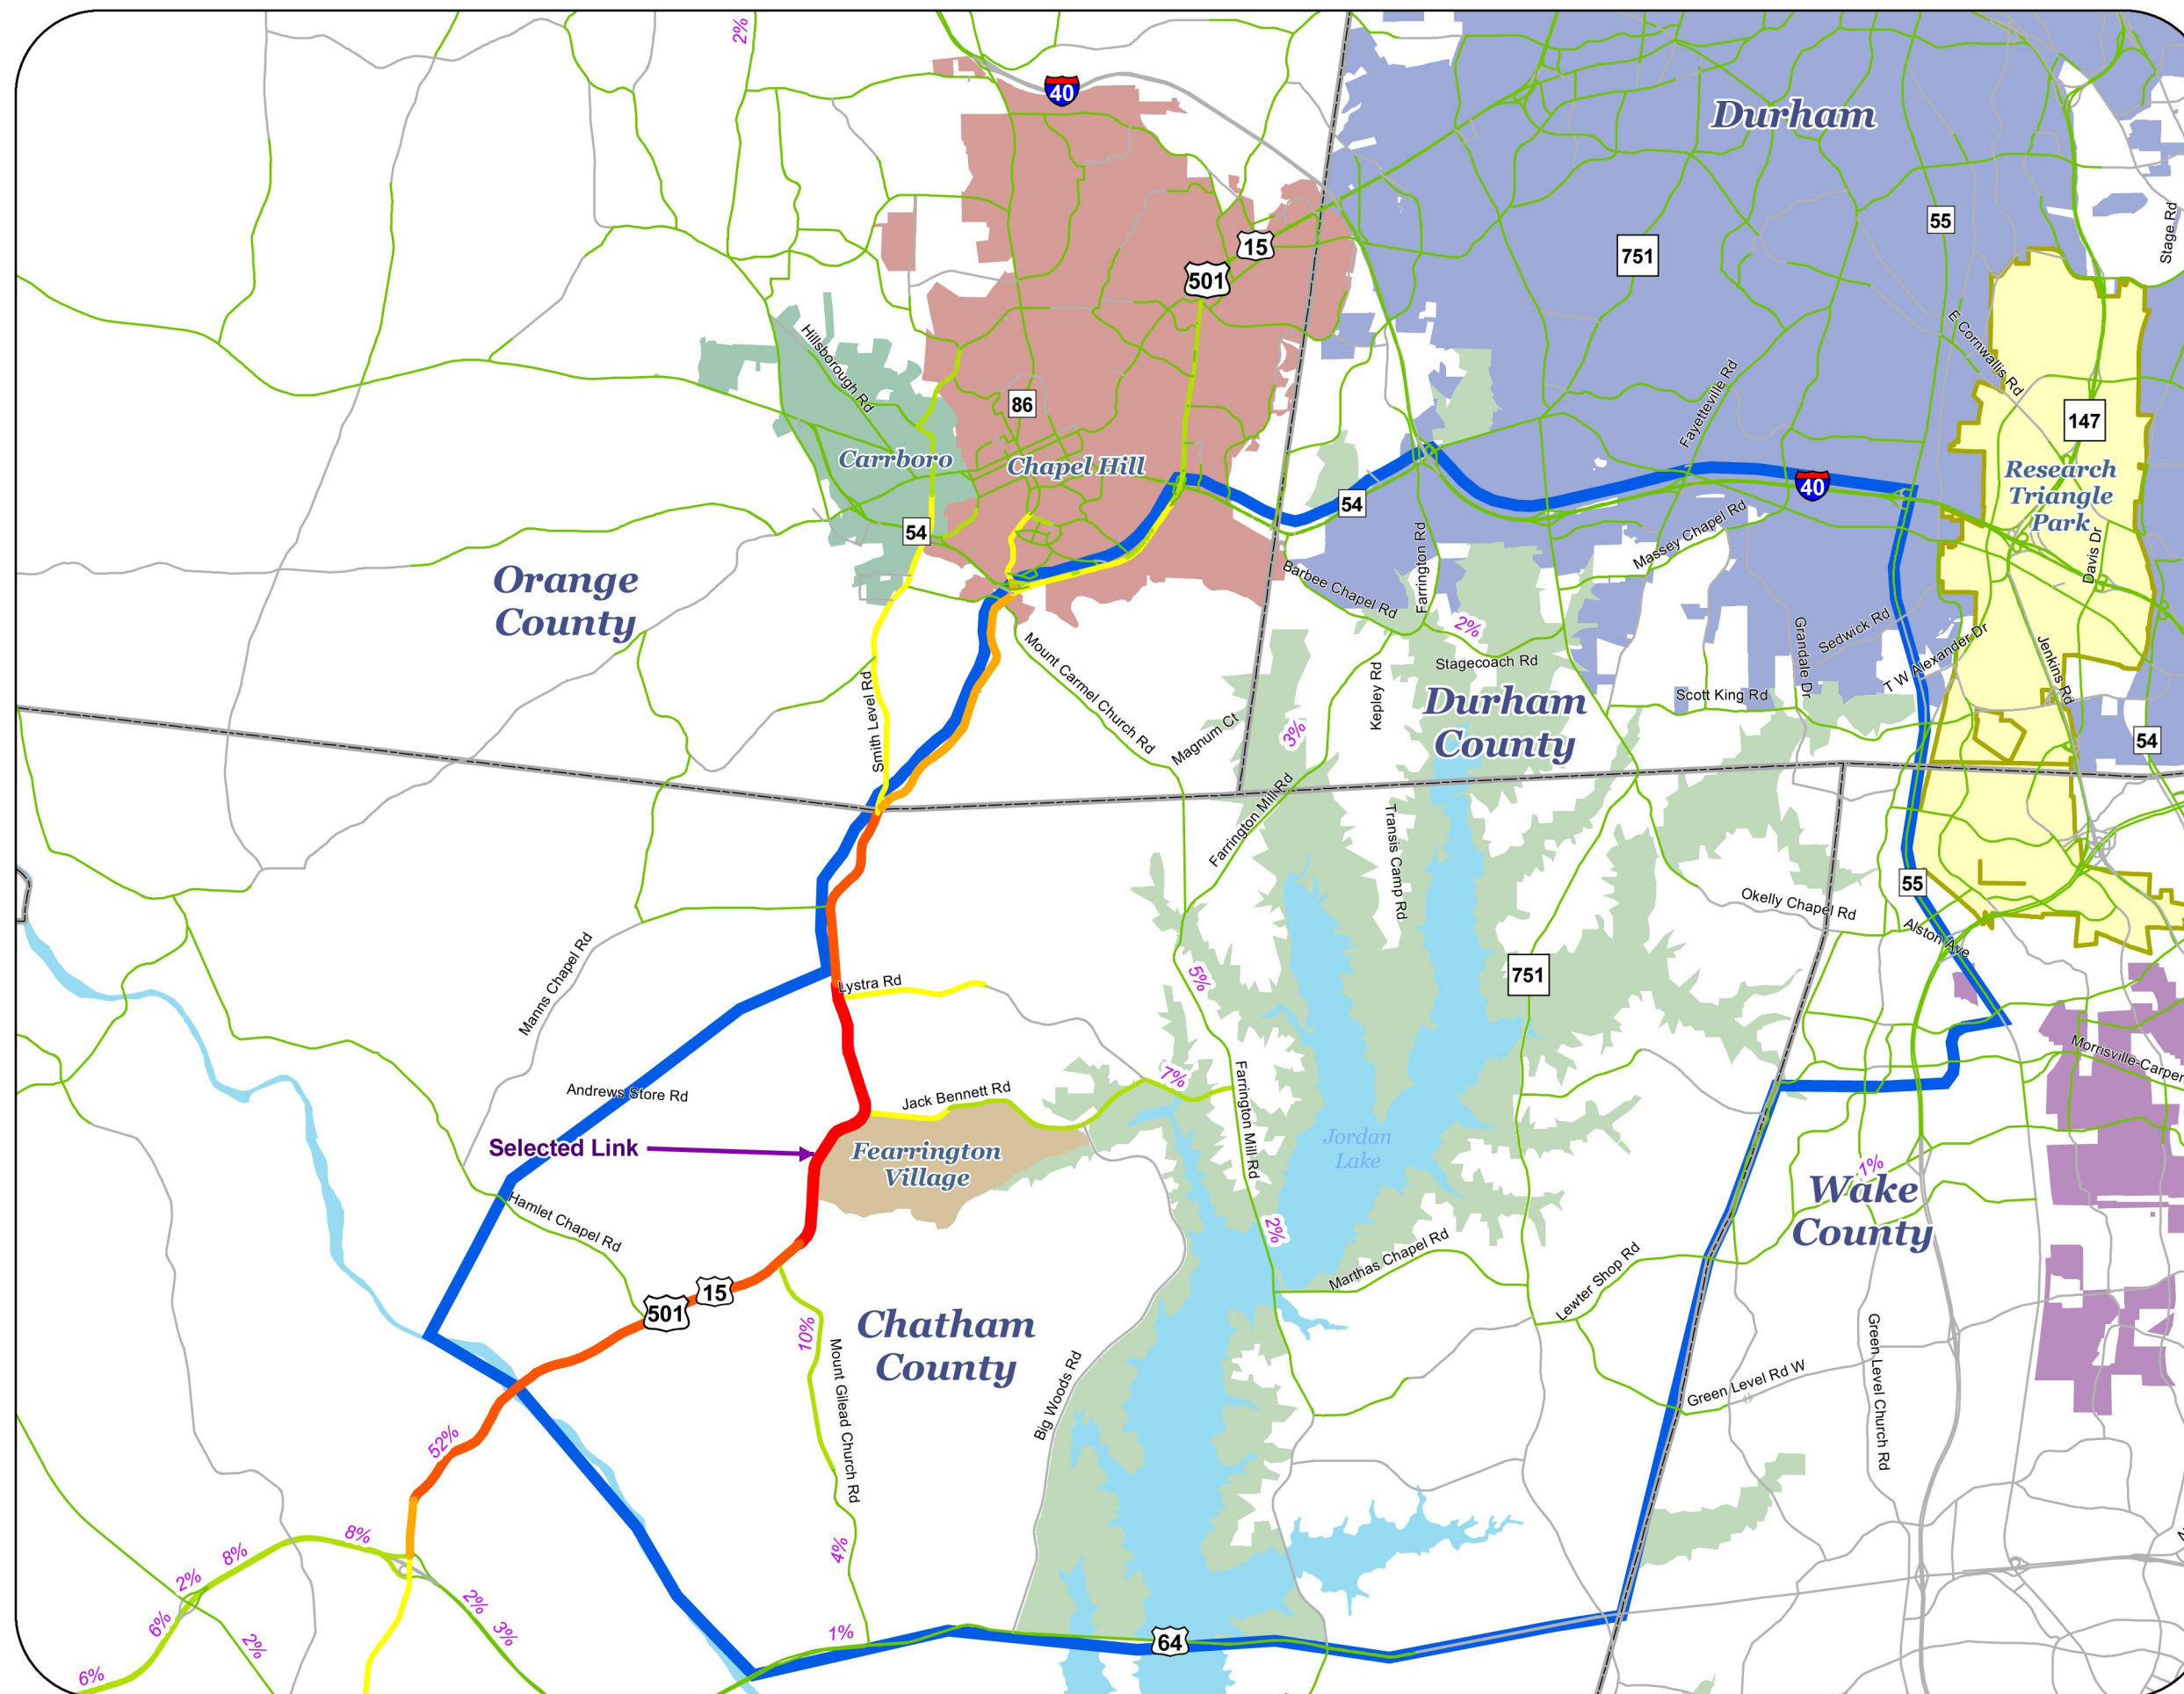 2%
40
Durham
15
501
751
55
Stage Rd
E Cornwallis Rd
Hillsborough Rd
86
Fayetteville Rd
147
Carrboro
Chapel Hill
Research
Triangle
Park
54
54
40
Massey Chapel Rd
Davis Dr
Orange
County
Barbee Chapel Rd
Farrington Rd
2%
Stagecoach Rd
Grandale Dr
Sedwick Rd
T W Alexander Dr
Jenkins Rd
Mount Carmel Church Rd
Smith Level Rd
Magnum Ct
3%
Kepley Rd
Durham
County
Scott King Rd
54
Farrington Mill Rd
Transis Camp Rd
Okelly Chapel Rd
55
Alston Ave
Manns Chapel Rd
Lystra Rd
5%
751
Morrisville-Carper
Andrews Store Rd
Jack Bennett Rd
7%
Farrington Mill Rd
Selected Link
Fearrington
Village
Jordan
Lake
1%
Wake
County
Hamlet Chapel Rd
2%
Marthas Chapel Rd
Lewter Shop Rd
501
15
10%
Chatham
County
Mount Gilead Church Rd
Big Woods Rd
Green Level Rd W
Green Level Church Rd
52%
8%
8%
2%
6%
2%
6%
2%
3%
4%
1%
64